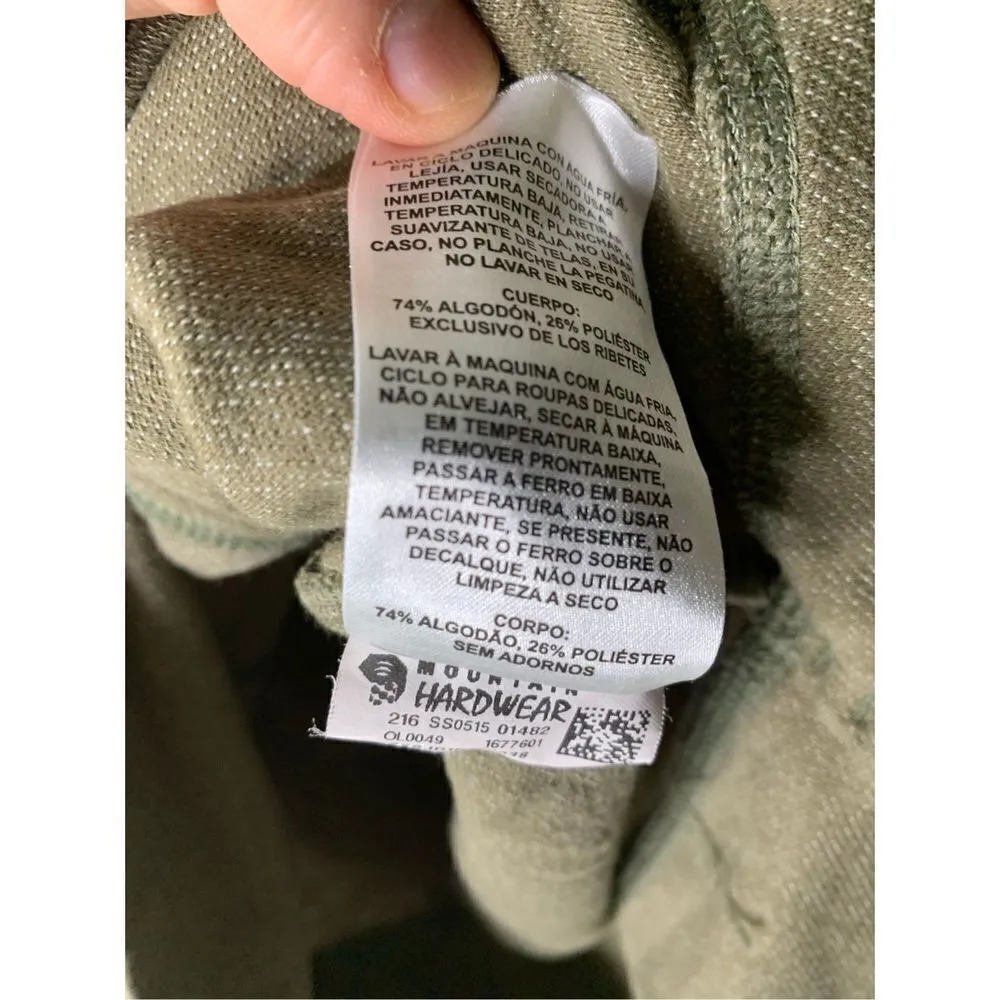 LAVAR A MAQUINA CON AGUA FRÍA,
EN CICLO DELICADO, NO USAR
LEJÍA, USAR SECADORA A
TEMPERATURA BAJA, RETIRAR
INMEDIATAMENTE, PLANCHAR A
TEMPERATURA BAJA, NO USAR
SUAVIZANTE DE TELAS, EN SU
CASO, NO PLANCHE LA PEGATINA
NO LAVAR EN SECO
CUERPO:
74% ALGODÓN, 26% POLIÉSTER
EXCLUSIVO DE LOS RIBETES
LAVAR À MAQUINA COM ÁGUA FRIA,
CICLO PARA ROUPAS DELICADAS,
NÃO ALVEJAR, SECAR À MÁQUINA
EM TEMPERATURA BAIXA,
REMOVER PRONTAMENTE,
PASSAR A FERRO EM BAIXA
TEMPERATURA, NÃO USAR
AMACIANTE, SE PRESENTE, NÃO
PASSAR O FERRO SOBRE O
DECALQUE, NÃO UTILIZAR
LIMPEZA A SECO
CORPO:
74% ALGODÃO, 26% POLIÉSTER
SEM ADORNOS
MOUNTAIN
HARDWEAR
216 SS0515 01482
OL0049 1677601